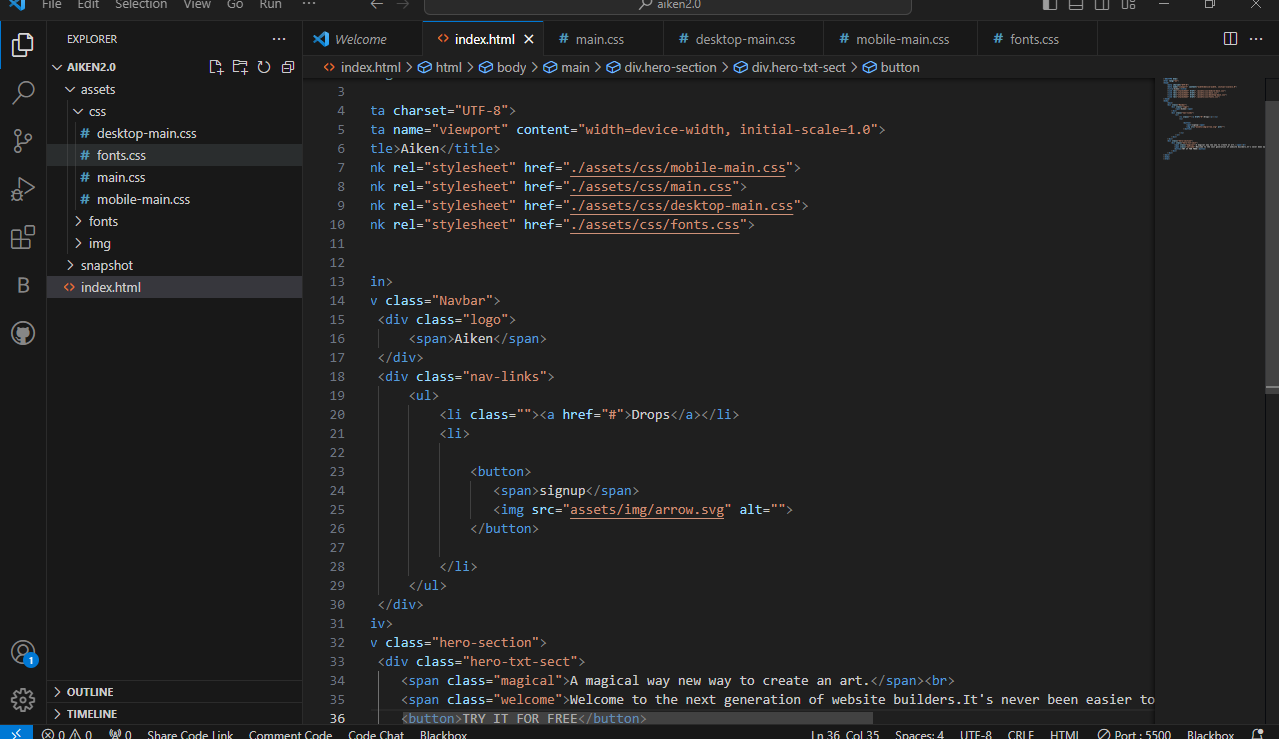 File Edit Selection View Go Run ··· aiken2.0
EXPLORER ···
Welcome index.html main.css desktop-main.css mobile-main.css fonts.css ···
AIKEN2.0
index.html > html > body > main > div.hero-section > div.hero-txt-sect > button
assets
css
desktop-main.css
fonts.css
main.css
mobile-main.css
fonts
img
snapshot
index.html
OUTLINE
TIMELINE
3
4 ta charset="UTF-8">
5 ta name="viewport" content="width=device-width, initial-scale=1.0">
6 tle>Aiken</title>
7 nk rel="stylesheet" href="./assets/css/mobile-main.css">
8 nk rel="stylesheet" href="./assets/css/main.css">
9 nk rel="stylesheet" href="./assets/css/desktop-main.css">
10 nk rel="stylesheet" href="./assets/css/fonts.css">
11
12
13 in>
14 v class="Navbar">
15 <div class="logo">
16 <span>Aiken</span>
17 </div>
18 <div class="nav-links">
19 <ul>
20 <li class=""><a href="#">Drops</a></li>
21 <li>
22
23 <button>
24 <span>signup</span>
25 <img src="assets/img/arrow.svg" alt="">
26 </button>
27
28 </li>
29 </ul>
30 </div>
31 iv>
32 v class="hero-section">
33 <div class="hero-txt-sect">
34 <span class="magical">A magical way new way to create an art.</span><br>
35 <span class="welcome">Welcome to the next generation of website builders.It's never been easier to
36 <button>TRY IT FOR FREE</button>
B
1
0 0 0 Share Code Link Comment Code Code Chat Blackbox Ln 36, Col 35 Spaces: 4 UTF-8 CRLF HTML Port : 5500 Blackbox